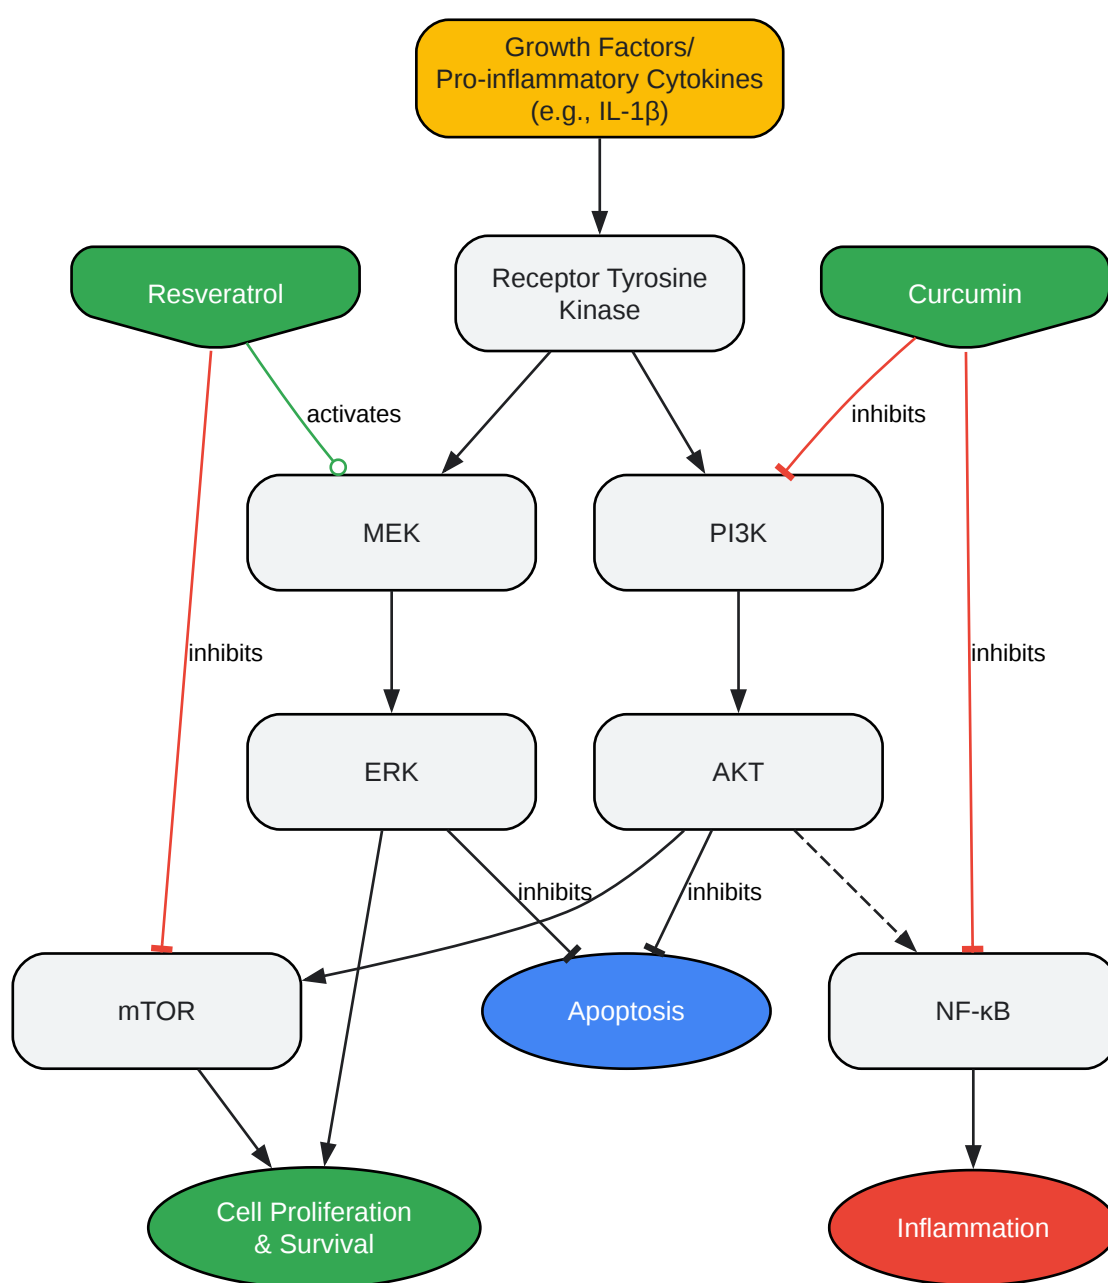 Growth Factors/
Pro-inflammatory Cytokines
(e.g., IL-1β)
Resveratrol
Receptor Tyrosine
Kinase
Curcumin
activates
inhibits
MEK
PI3K
inhibits
inhibits
ERK
AKT
inhibits
inhibits
mTOR
Apoptosis
NF-κB
Cell Proliferation
& Survival
Inflammation